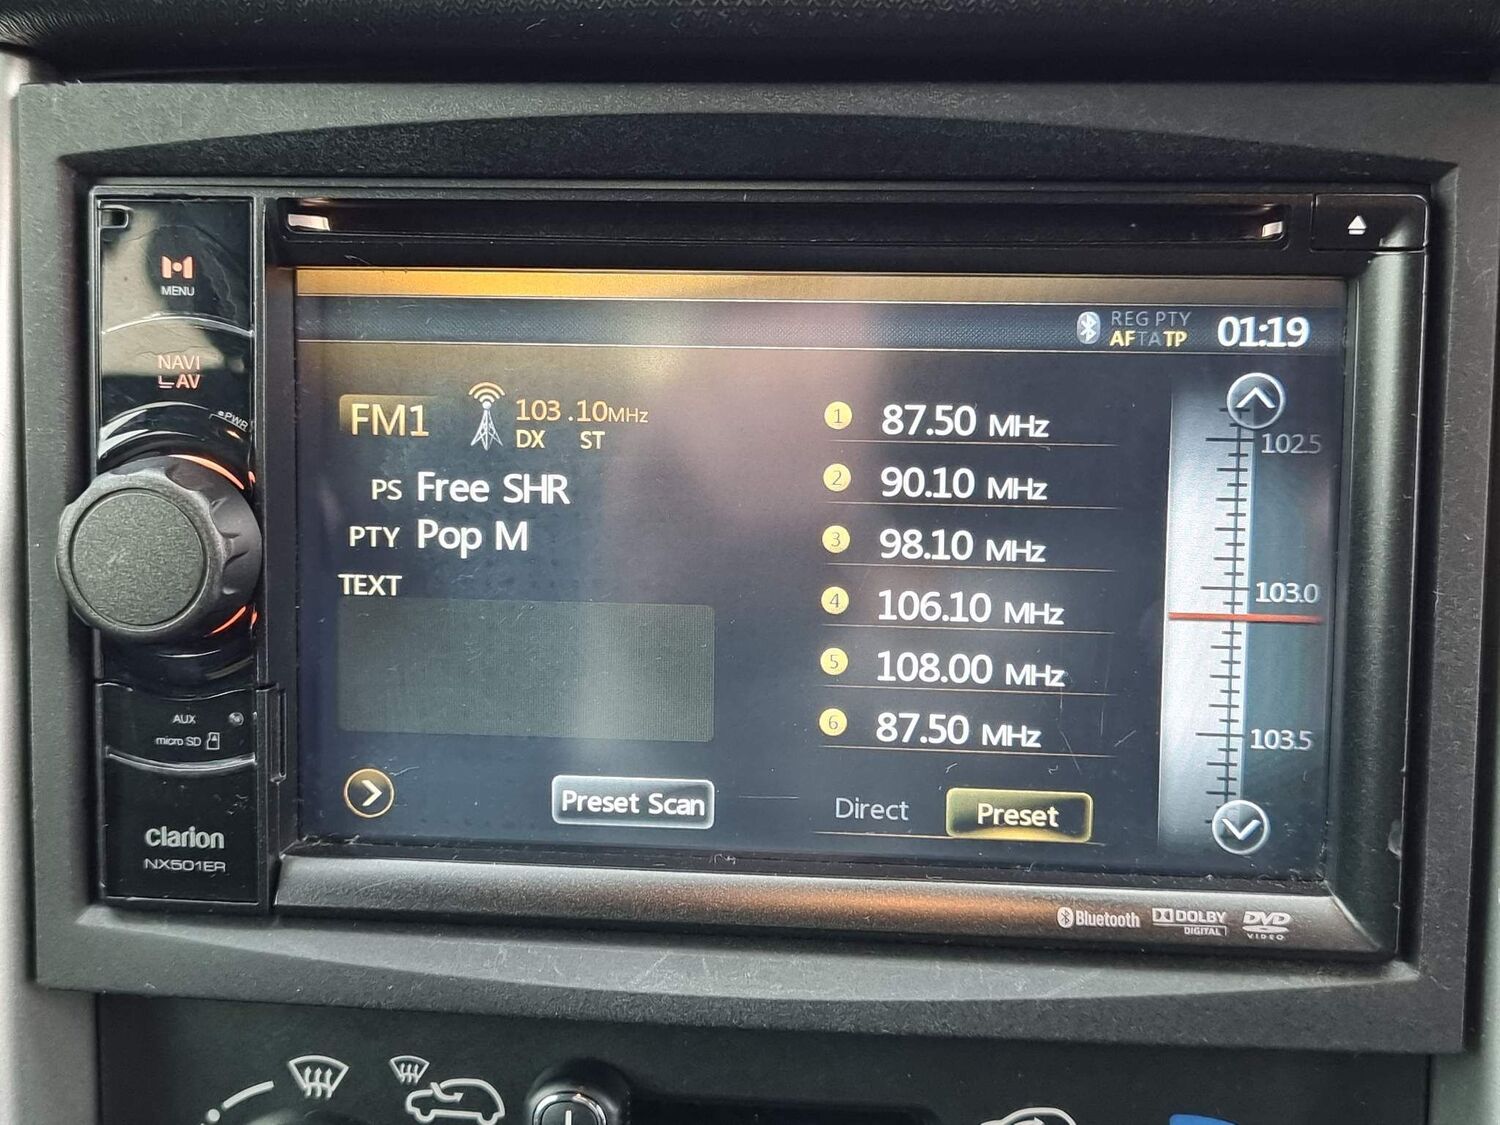 MENU
NAVI
AV
PWR
AUX
micro SD
clarion
NX501ER
REG PTY
AF TA TP
01:19
FM1
103.10 MHz
DX ST
PS Free SHR
PTY Pop M
TEXT
Preset Scan
1 87.50 MHz
2 90.10 MHz
3 98.10 MHz
4 106.10 MHz
5 108.00 MHz
6 87.50 MHz
Direct Preset
102.5
103.0
103.5
Bluetooth
DOLBY
DIGITAL
DVD
VIDEO